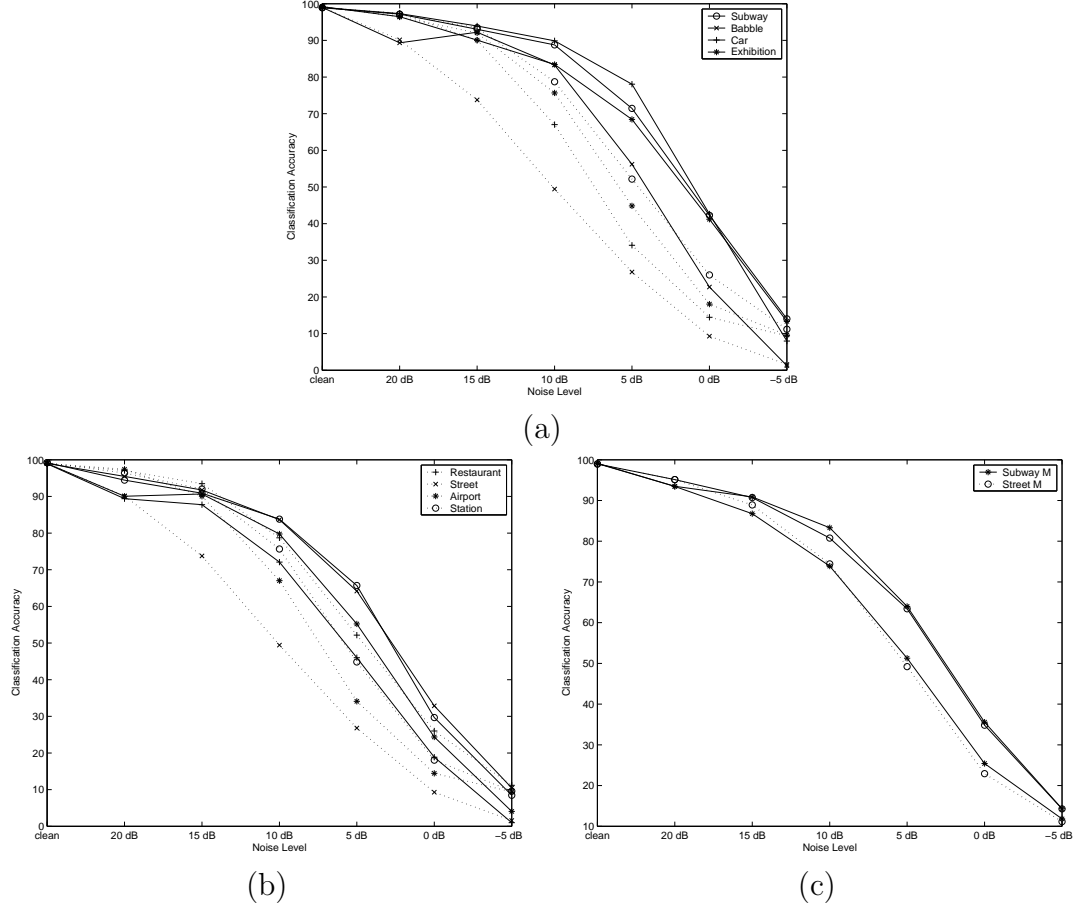 100
90
80
70
60
50
40
30
20
10
0
Classification Accuracy
clean 20 dB 15 dB 10 dB 5 dB 0 dB −5 dB
Noise Level
Subway
Babble
Car
Exhibition
(a)
100
90
80
70
60
50
40
30
20
10
0
Classification Accuracy
clean 20 dB 15 dB 10 dB 5 dB 0 dB −5 dB
Noise Level
Restaurant
Street
Airport
Station
(b)
100
90
80
70
60
50
40
30
20
10
Classification Accuracy
clean 20 dB 15 dB 10 dB 5 dB 0 dB −5 dB
Noise Level
Subway M
Street M
(c)